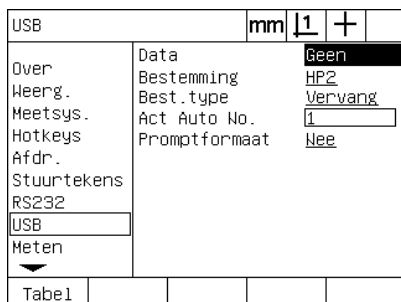 USB mm 1
Over
Weerg.
Meetsys.
Hotkeys
Afdr.
Stuurtekens
RS232
USB
Meten
Data Geen
Bestemming HP2
Best.type Vervang
Act Auto No. 1
Promptformaat Nee
Tabel